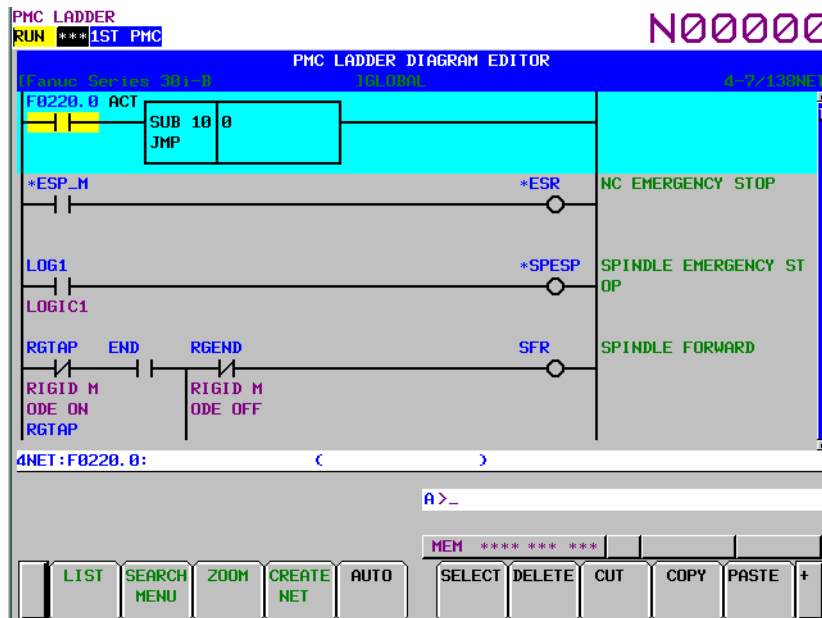 PMC LADDER
RUN *** 1ST PMC
N00000
PMC LADDER DIAGRAM EDITOR
[Fanuc Series 30i-B ]GLOBAL 4-7/138NET
F0220.0 ACT
SUB 10 0
JMP
*ESP_M *ESR NC EMERGENCY STOP
LOG1 *SPESP SPINDLE EMERGENCY ST
OP
LOGIC1
RGTAP END RGEND SFR SPINDLE FORWARD
RIGID M RIGID M
ODE ON ODE OFF
RGTAP
4NET:F0220.0: ( )
A>_
MEM **** *** ***
LIST SEARCH MENU ZOOM CREATE NET AUTO SELECT DELETE CUT COPY PASTE +